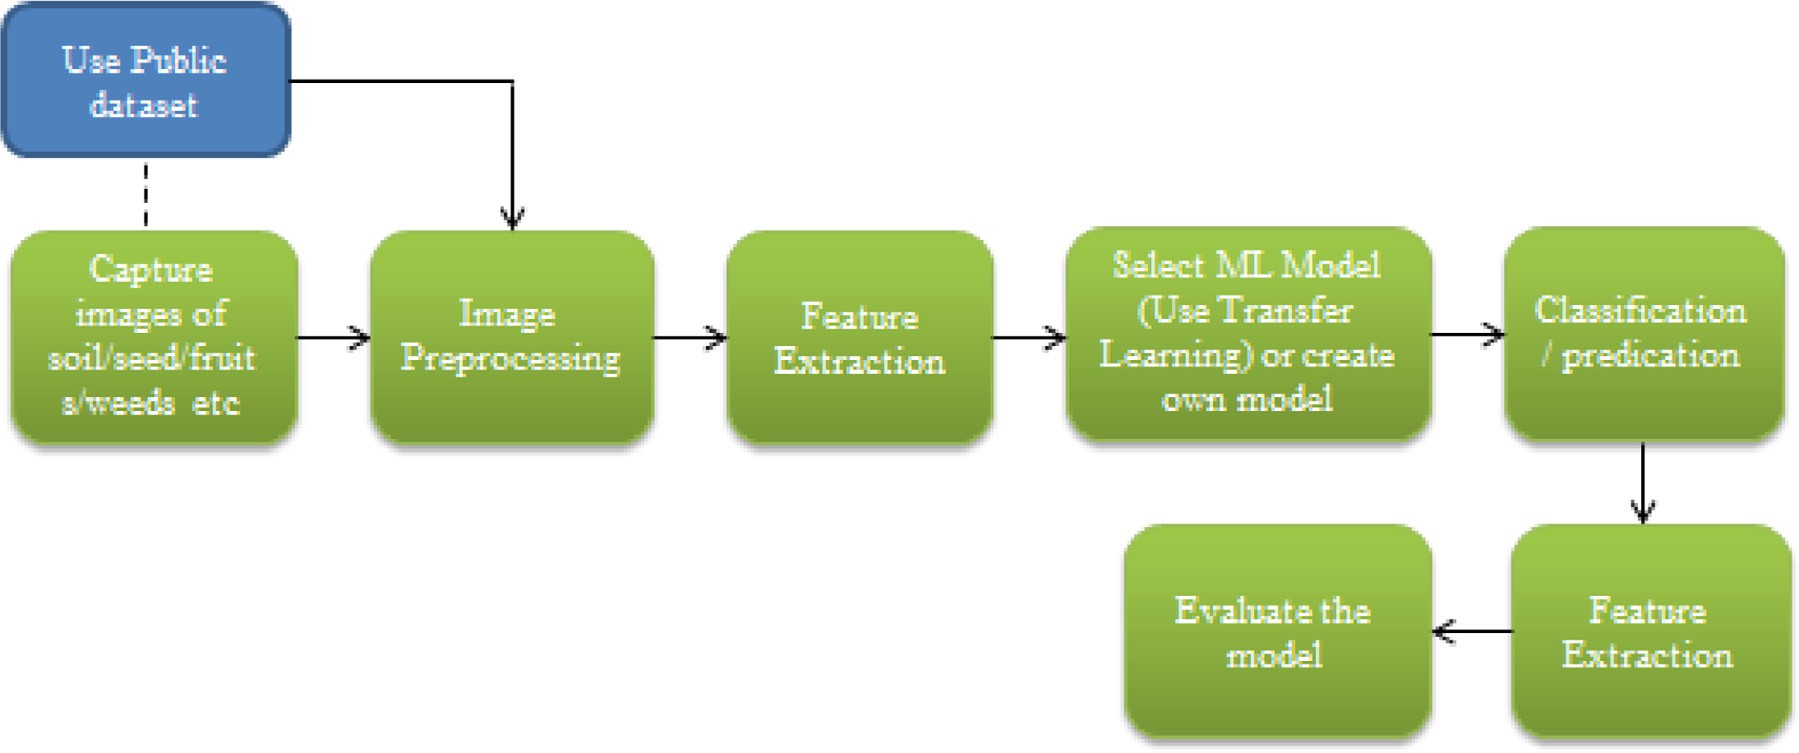 Use Public
dataset
Capture
images of
soil/seed/fruit
s/weeds etc
Image
Preprocessing
Feature
Extraction
Select ML Model
(Use Transfer
Learning) or create
own model
Classification
/ predication
Feature
Extraction
Evaluate the
model